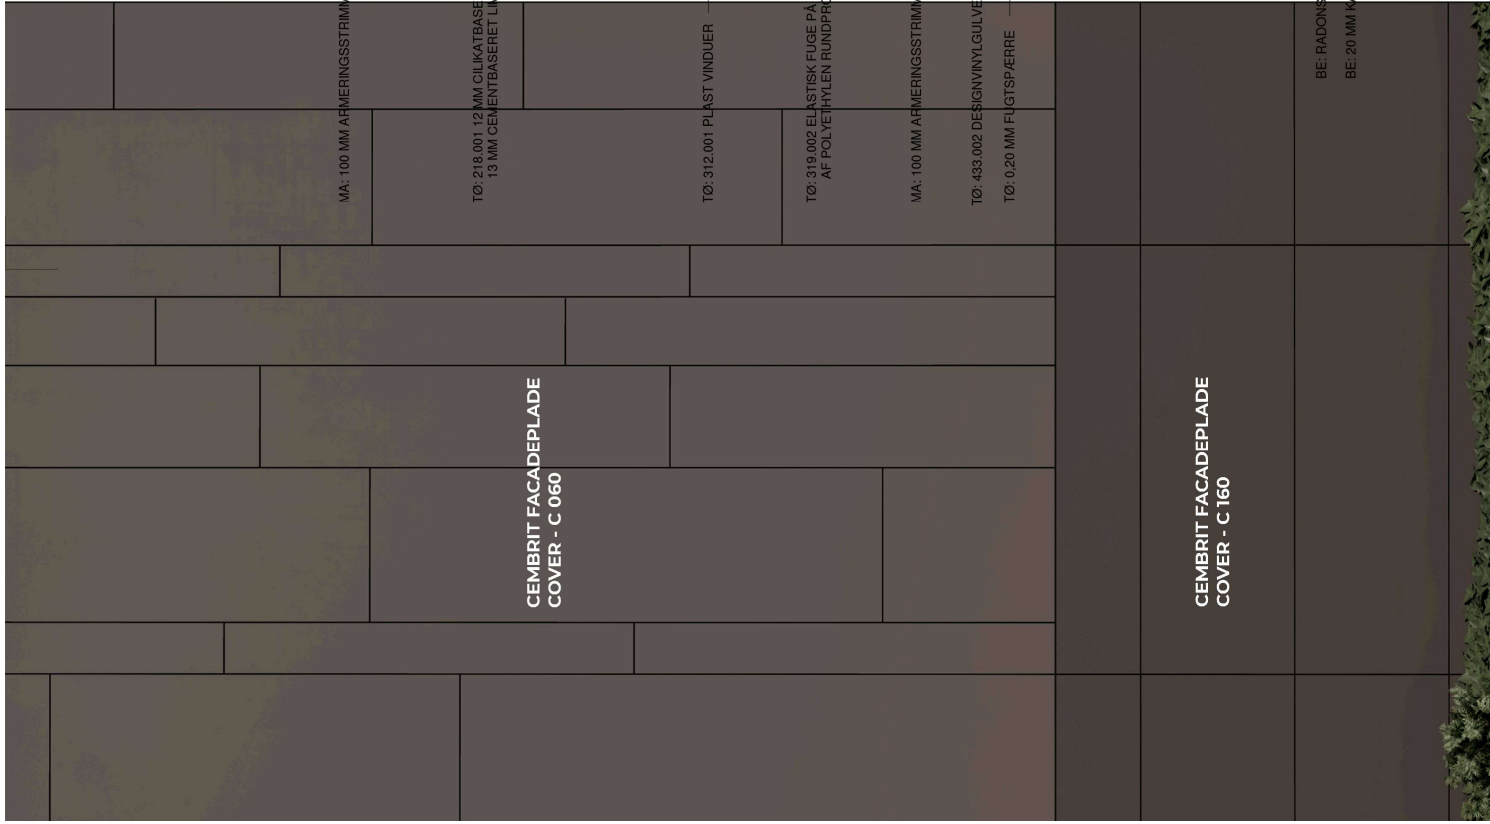 MA: 100 MM ARMERINGSSTRIMM
TØ: 218.001 12 MM CILIKATBASE
13 MM CEMENTBASERET LIM
TØ: 312.001 PLAST VINDUER
TØ: 319.002 ELASTISK FUGE PÅ
AF POLYETHYLEN RUNDPRO
MA: 100 MM ARMERINGSSTRIMM
TØ: 433.002 DESIGNVINYLGULVE
TØ: 0,20 MM FUGTSPÆRRE
BE: RADONS
BE: 20 MM KA
CEMBRIT FACADEPLADE
COVER - C 060
CEMBRIT FACADEPLADE
COVER - C 160